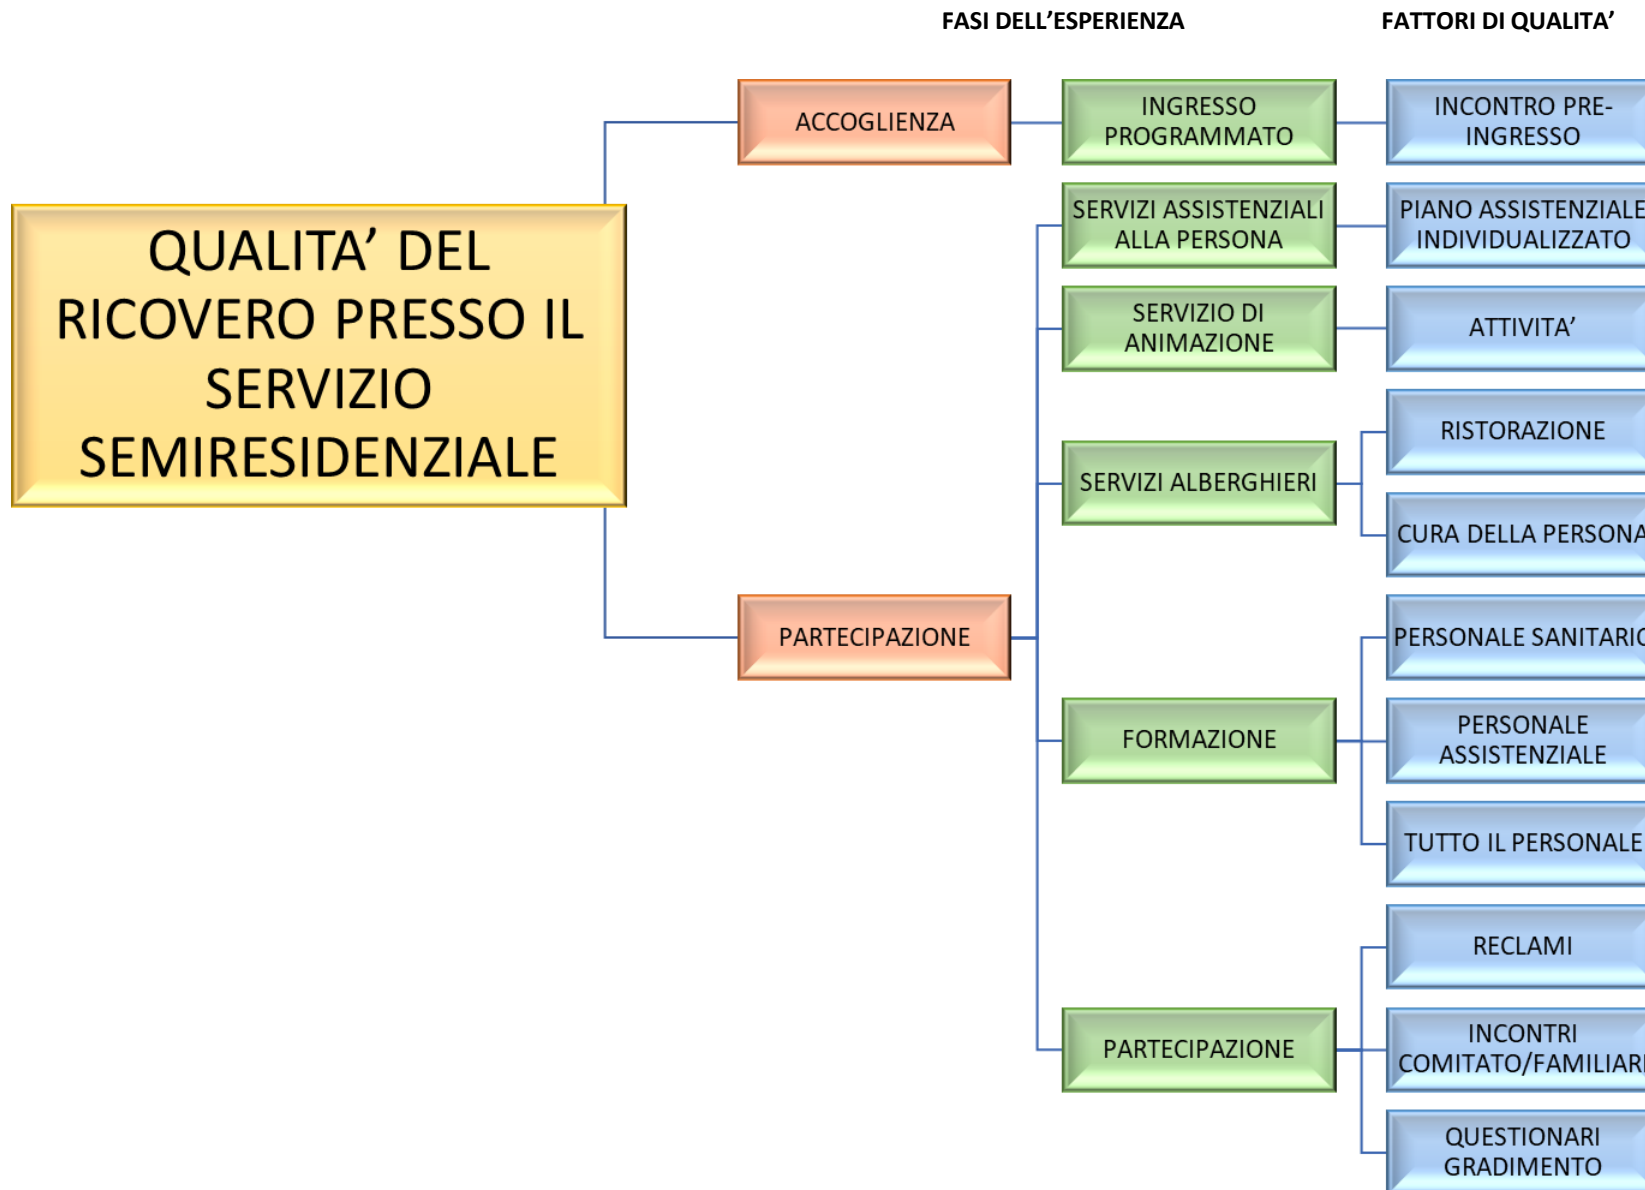 FASI DELL’ESPERIENZA
FATTORI DI QUALITA’
QUALITA’ DEL
RICOVERO PRESSO IL
SERVIZIO
SEMIRESIDENZIALE
ACCOGLIENZA
INGRESSO
PROGRAMMATO
INCONTRO PRE-
INGRESSO
PARTECIPAZIONE
SERVIZI ASSISTENZIALI
ALLA PERSONA
PIANO ASSISTENZIALE
INDIVIDUALIZZATO
SERVIZIO DI
ANIMAZIONE
ATTIVITA’
SERVIZI ALBERGHIERI
RISTORAZIONE
CURA DELLA PERSONA
FORMAZIONE
PERSONALE SANITARIO
PERSONALE
ASSISTENZIALE
TUTTO IL PERSONALE
PARTECIPAZIONE
RECLAMI
INCONTRI
COMITATO/FAMILIARI
QUESTIONARI
GRADIMENTO